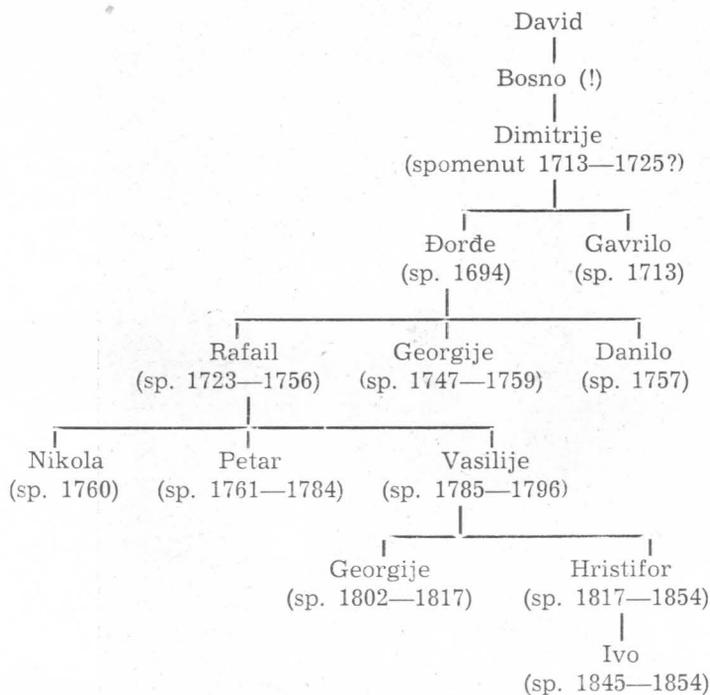 David
Bosno (!)
Dimitrije
(spomenut 1713—1725?)
Đorđe Gavrilo
(sp. 1694) (sp. 1713)
Rafail Georgije Danilo
(sp. 1723—1756) (sp. 1747—1759) (sp. 1757)
Nikola Petar Vasilije
(sp. 1760) (sp. 1761—1784) (sp. 1785—1796)
Georgije Hristifor
(sp. 1802—1817) (sp. 1817—1854)
Ivo
(sp. 1845—1854)